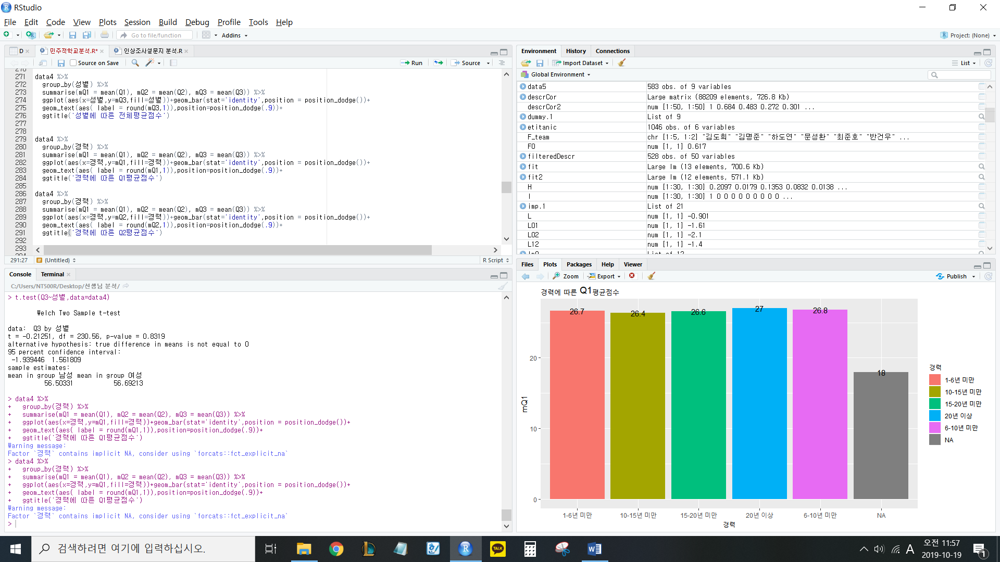 RStudio
File Edit Code View Plots Session Build Debug Profile Tools Help
Go to file/function Addins Project: (None)
D 민주적학교분석.R* 인상조사설문지 분석.R
Source on Save Run Source
271 data4 %>%
272 group_by(성별) %>%
273 summarise(mQ1 = mean(Q1), mQ2 = mean(Q2), mQ3 = mean(Q3)) %>%
274 ggplot(aes(x=성별,y=mQ3,fill=성별))+geom_bar(stat='identity',position = position_dodge())+
275 geom_text(aes( label = round(mQ3,1)),position=position_dodge(.9))+
276 ggtitle('성별에 따른 전체평균점수')
277
278
279 data4 %>%
280 group_by(경력) %>%
281 summarise(mQ1 = mean(Q1), mQ2 = mean(Q2), mQ3 = mean(Q3)) %>%
282 ggplot(aes(x=경력,y=mQ1,fill=경력))+geom_bar(stat='identity',position = position_dodge())+
283 geom_text(aes( label = round(mQ1,1)),position=position_dodge(.9))+
284 ggtitle('경력에 따른 Q1평균점수')
285
286 data4 %>%
287 group_by(경력) %>%
288 summarise(mQ1 = mean(Q1), mQ2 = mean(Q2), mQ3 = mean(Q3)) %>%
289 ggplot(aes(x=경력,y=mQ2,fill=경력))+geom_bar(stat='identity',position = position_dodge())+
290 geom_text(aes( label = round(mQ2,1)),position=position_dodge(.9))+
291 ggtitle('경력에 따른 Q2평균점수')
292
293
291:27 (Untitled) R Script
Console Terminal
C:/Users/NT500R/Desktop/선생님 분석/
> t.test(Q3~성별,data=data4)
Welch Two Sample t-test
data: Q3 by 성별
t = -0.21251, df = 230.56, p-value = 0.8319
alternative hypothesis: true difference in means is not equal to 0
95 percent confidence interval:
-1.939446 1.561809
sample estimates:
mean in group 남성 mean in group 여성
56.50331 56.69213
> data4 %>%
+ group_by(경력) %>%
+ summarise(mQ1 = mean(Q1), mQ2 = mean(Q2), mQ3 = mean(Q3)) %>%
+ ggplot(aes(x=경력,y=mQ1,fill=경력))+geom_bar(stat='identity',position = position_dodge())+
+ geom_text(aes( label = round(mQ1,1)),position=position_dodge(.9))+
+ ggtitle('경력에 따른 Q1평균점수')
Warning message:
Factor `경력` contains implicit NA, consider using `forcats::fct_explicit_na`
> data4 %>%
+ group_by(경력) %>%
+ summarise(mQ1 = mean(Q1), mQ2 = mean(Q2), mQ3 = mean(Q3)) %>%
+ ggplot(aes(x=경력,y=mQ1,fill=경력))+geom_bar(stat='identity',position = position_dodge())+
+ geom_text(aes( label = round(mQ1,1)),position=position_dodge(.9))+
+ ggtitle('경력에 따른 Q1평균점수')
Warning message:
Factor `경력` contains implicit NA, consider using `forcats::fct_explicit_na`
>
Environment History Connections
Import Dataset List
Global Environment
data5 583 obs. of 9 variables
descrCor Large matrix (88209 elements, 726.8 Kb)
descrCor2 num [1:50, 1:50] 1 0.684 0.483 0.272 0.301 ...
dummy.1 List of 9
etitanic 1046 obs. of 6 variables
F_team chr [1:5, 1:2] "김도희" "김명준" "하도연" "문성환" "최준호" "반건우" ...
F0 num [1, 1] 0.617
filteredDescr 528 obs. of 50 variables
fit Large lm (13 elements, 700.6 Kb)
fit2 Large lm (12 elements, 571.1 Kb)
H num [1:30, 1:30] 0.2097 0.0179 0.1353 0.0832 0.0138 ...
I num [1:30, 1:30] 1 0 0 0 0 0 0 0 0 0 ...
imp.1 List of 21
L num [1, 1] -0.901
L01 num [1, 1] -1.61
L02 num [1, 1] -2.1
L12 num [1, 1] -1.4
Files Plots Packages Help Viewer
Zoom Export Publish
경력에 따른 Q1평균점수
26.7 26.4 26.6 27 26.8 18
20
10
0
mQ1
1-6년 미만 10-15년 미만 15-20년 미만 20년 이상 6-10년 미만 NA
경력
경력
1-6년 미만
10-15년 미만
15-20년 미만
20년 이상
6-10년 미만
NA
검색하려면 여기에 입력하십시오.
TALK
A
오전 11:57
2019-10-19
1